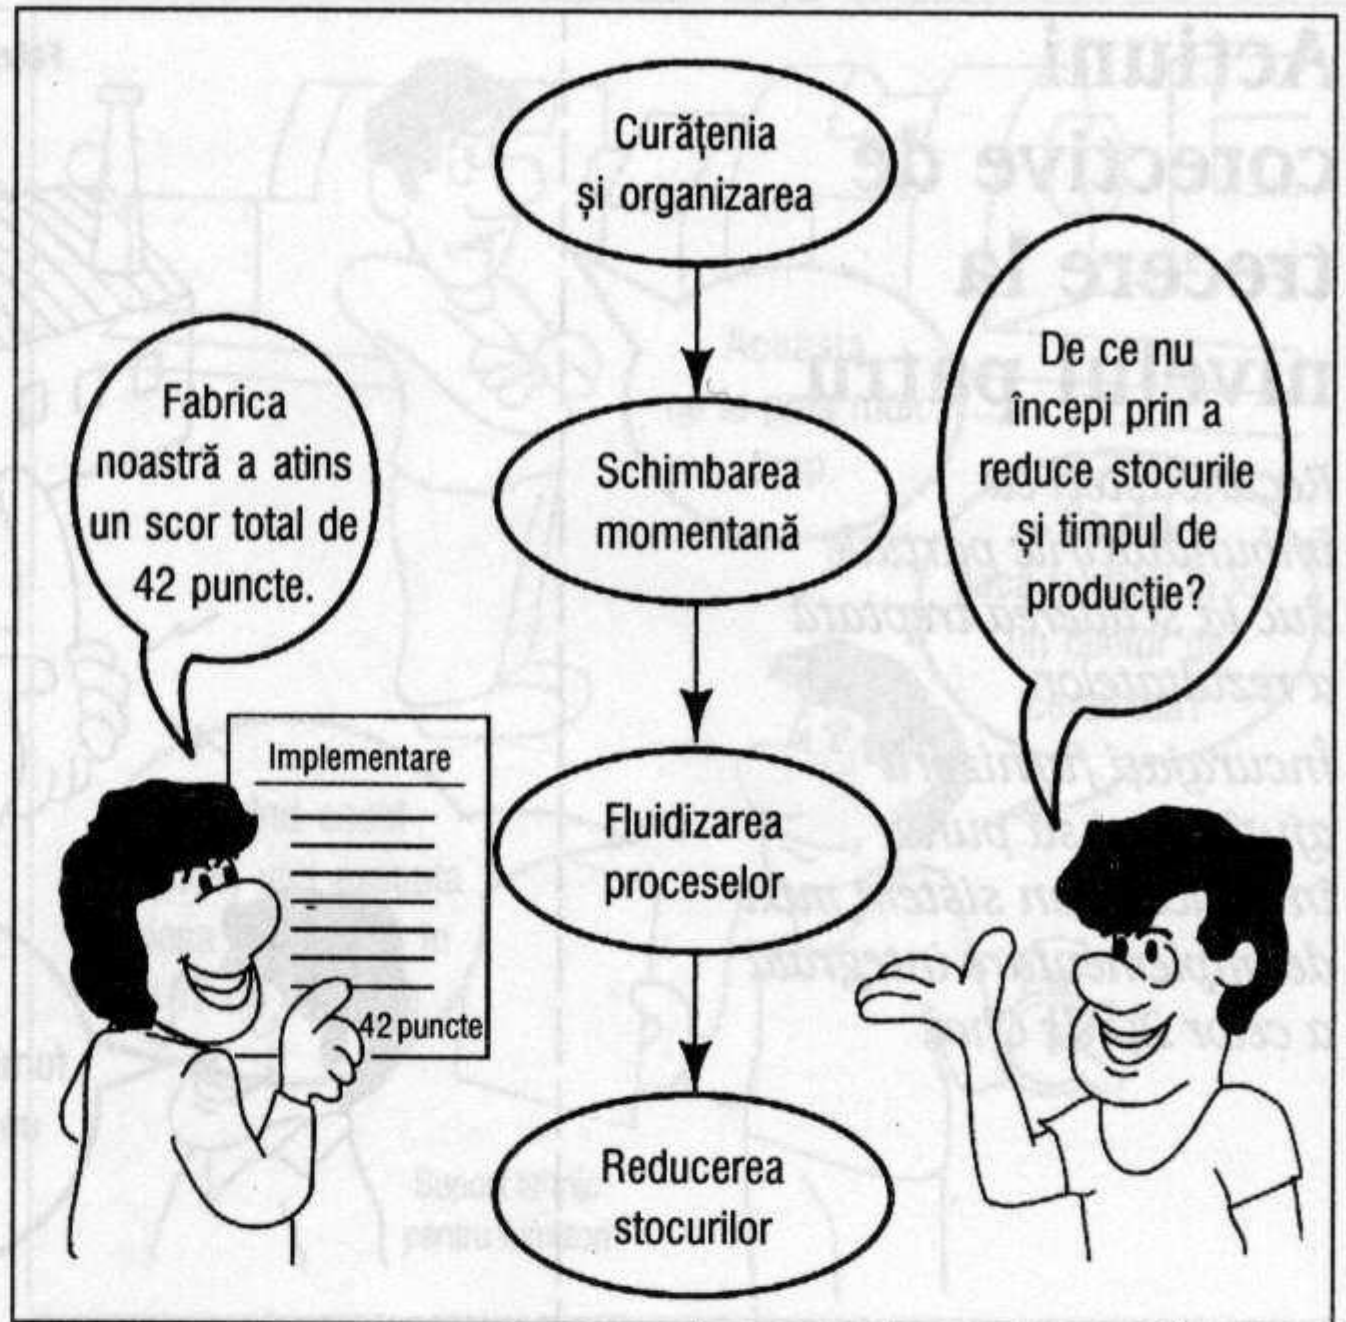 Curățenia
și organizarea
Fabrica
noastră a atins
un scor total de
42 puncte.
Schimbarea
momentană
De ce nu
începi prin a
reduce stocurile
și timpul de
producție?
Implementare
42 puncte
Fluidizarea
proceselor
Reducerea
stocurilor